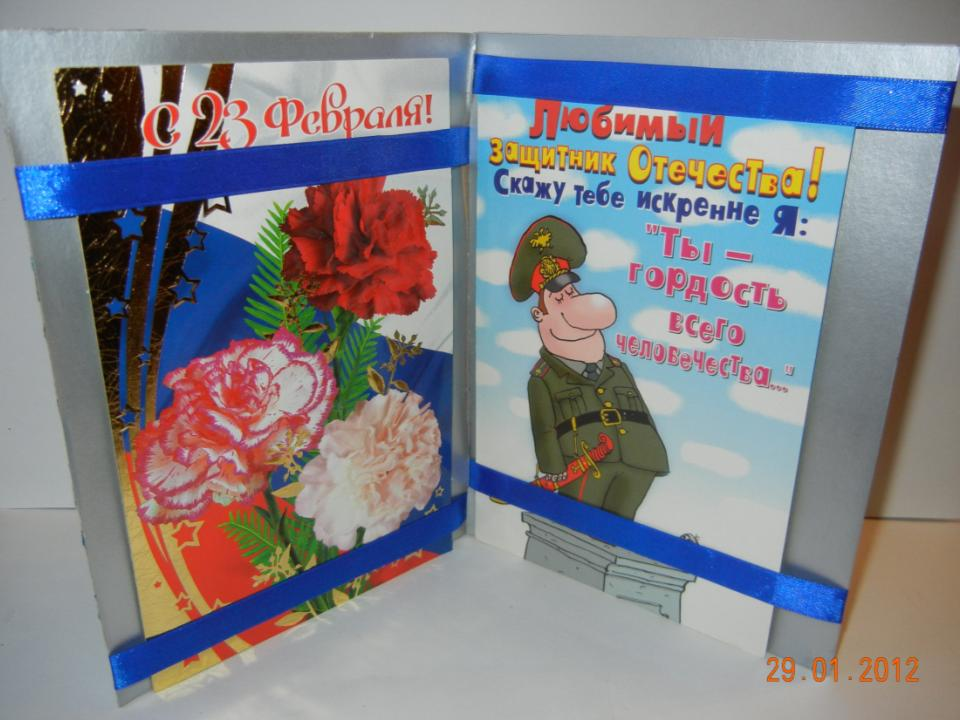 С 23 Февраля!
Любимый
Защитник Отечества!
Скажу тебе искренне Я:
"Ты –
гордость
всего
человечества..."
29.01.2012